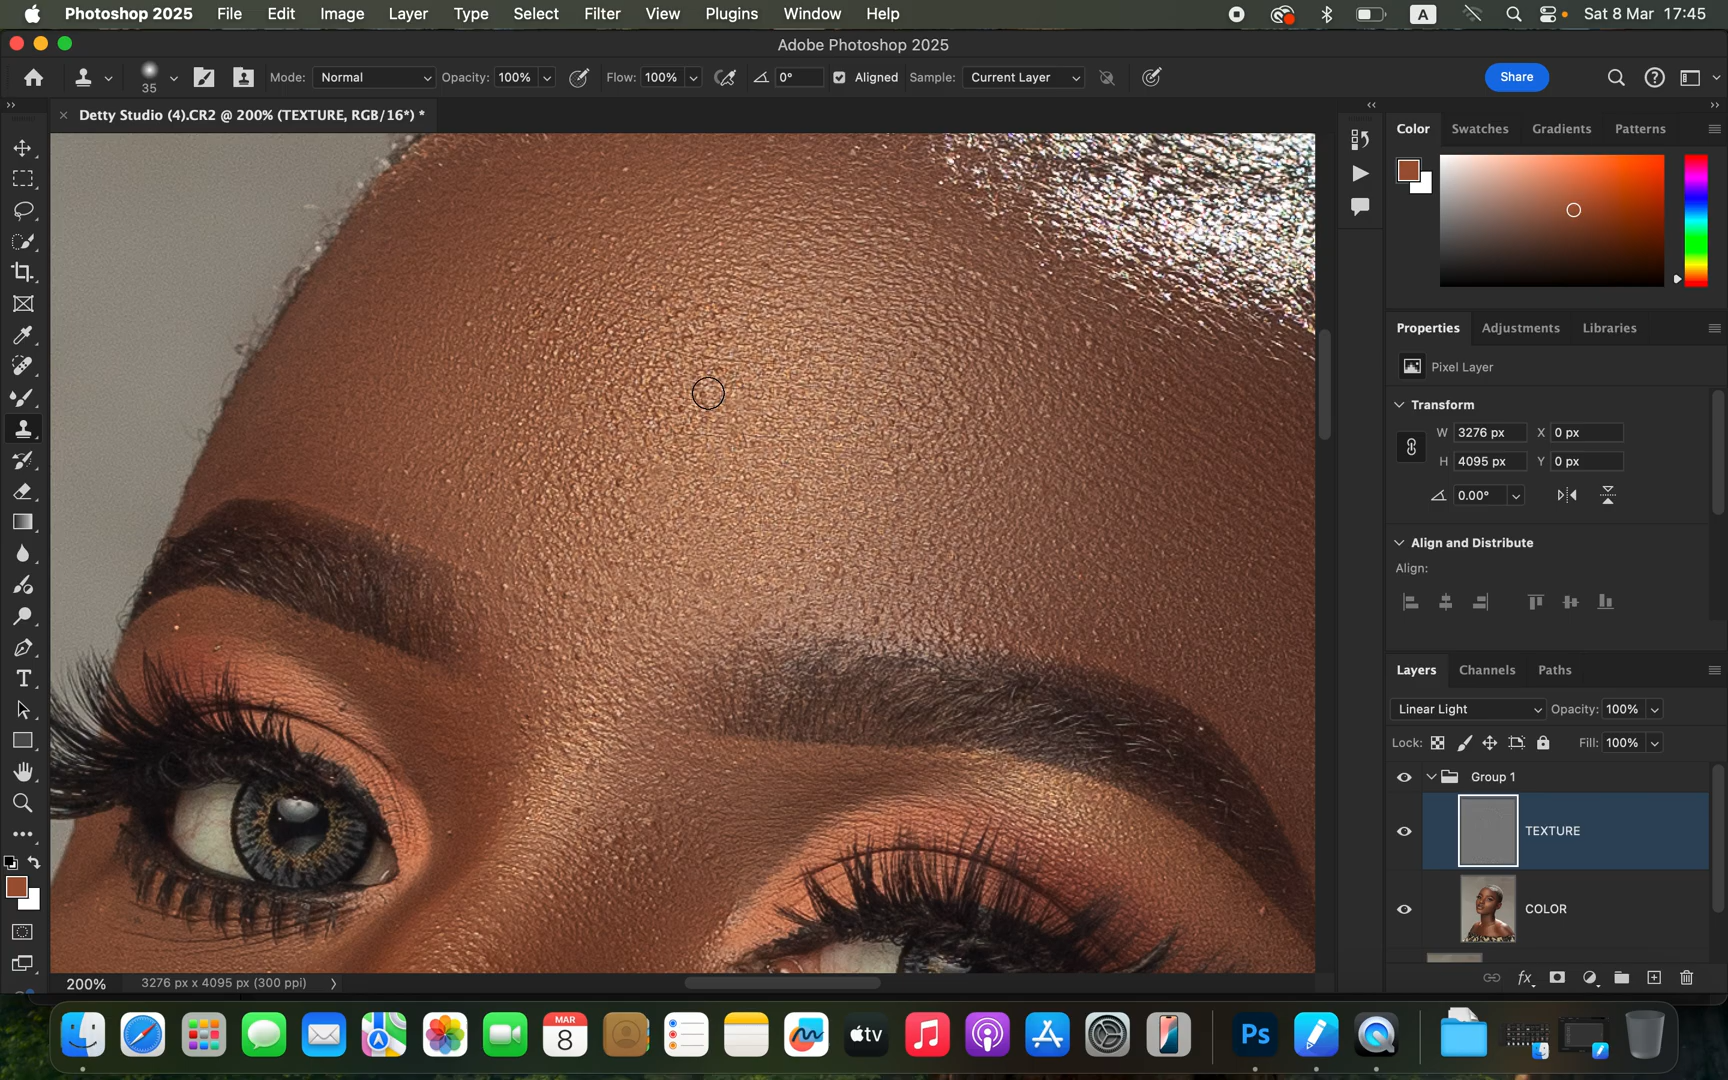 Photoshop 2025 File Edit Image Layer Type Select Filter View Plugins Window Help A Sat 8 Mar 17:45
Adobe Photoshop 2025
35 Mode: Normal Opacity: 100% Flow: 100% 0° Aligned Sample: Current Layer Share
Detty Studio (4).CR2 @ 200% (TEXTURE, RGB/16*) *
Color Swatches Gradients Patterns
Properties Adjustments Libraries
Pixel Layer
Transform
W 3276 px X 0 px
H 4095 px Y 0 px
0.00°
Align and Distribute
Align:
Layers Channels Paths
Linear Light Opacity: 100%
Lock: Fill: 100%
Group 1
TEXTURE
COLOR
T
200% 3276 px x 4095 px (300 ppi)
fx
MAR
8
tv
Ps